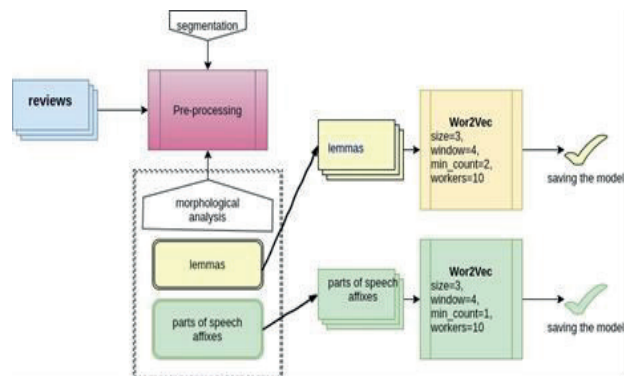 segmentation
reviews
Pre-processing
morphological
analysis
lemmas
parts of speech
affixes
lemmas
Wor2Vec
size=3,
window=4,
min_count=2,
workers=10
saving the model
parts of speech
affixes
Wor2Vec
size=3,
window=4,
min_count=1,
workers=10
saving the model